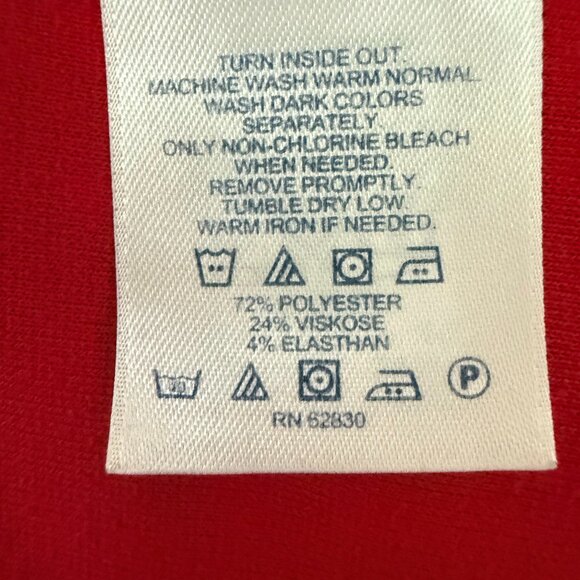 TURN INSIDE OUT.
MACHINE WASH WARM NORMAL.
WASH DARK COLORS
SEPARATELY.
ONLY NON-CHLORINE BLEACH
WHEN NEEDED.
REMOVE PROMPTLY.
TUMBLE DRY LOW.
WARM IRON IF NEEDED.
72% POLYESTER
24% VISKOSE
4% ELASTHAN
P
RN 62830